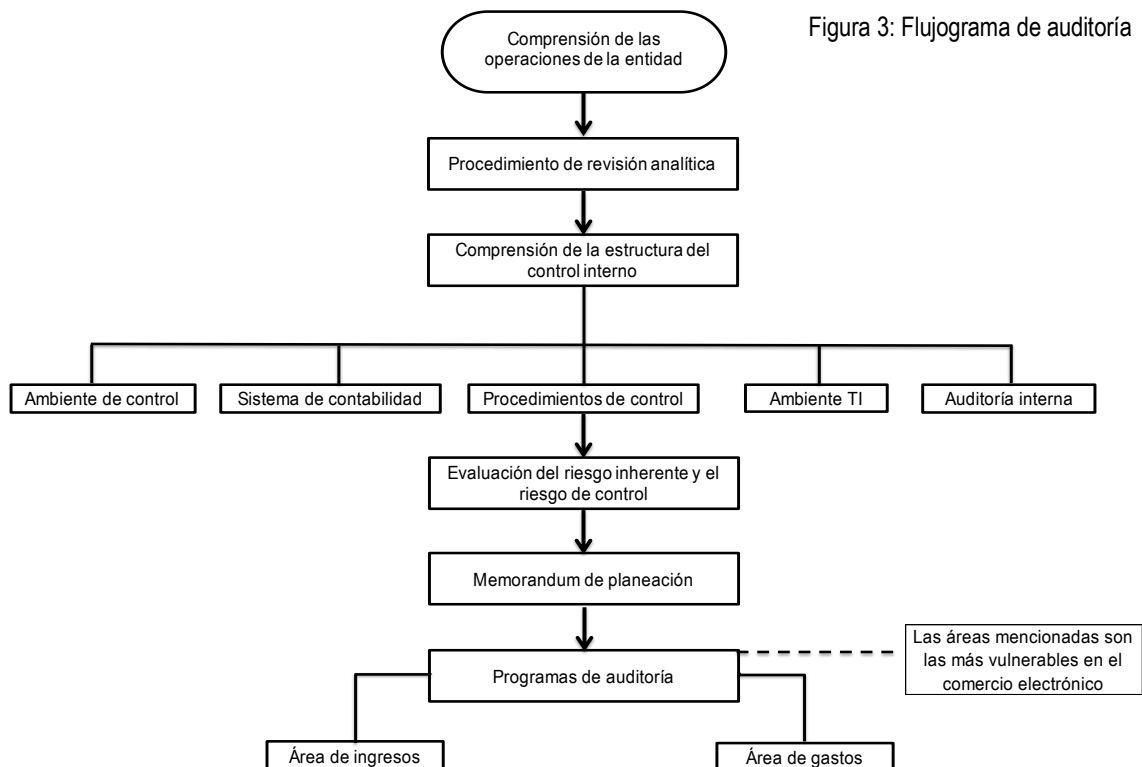 Figura 3: Flujograma de auditoría
Comprensión de las
operaciones de la entidad
Procedimiento de revisión analítica
Comprensión de la estructura del
control interno
Ambiente de control
Sistema de contabilidad
Procedimientos de control
Ambiente TI
Auditoría interna
Evaluación del riesgo inherente y el
riesgo de control
Memorandum de planeación
Programas de auditoría
Las áreas mencionadas son
las más vulnerables en el
comercio electrónico
Área de ingresos
Área de gastos